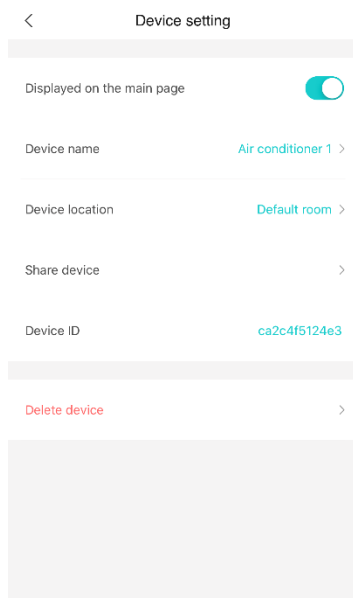 Device setting
Displayed on the main page
Device name Air conditioner 1
Device location Default room
Share device
Device ID ca2c4f5124e3
Delete device